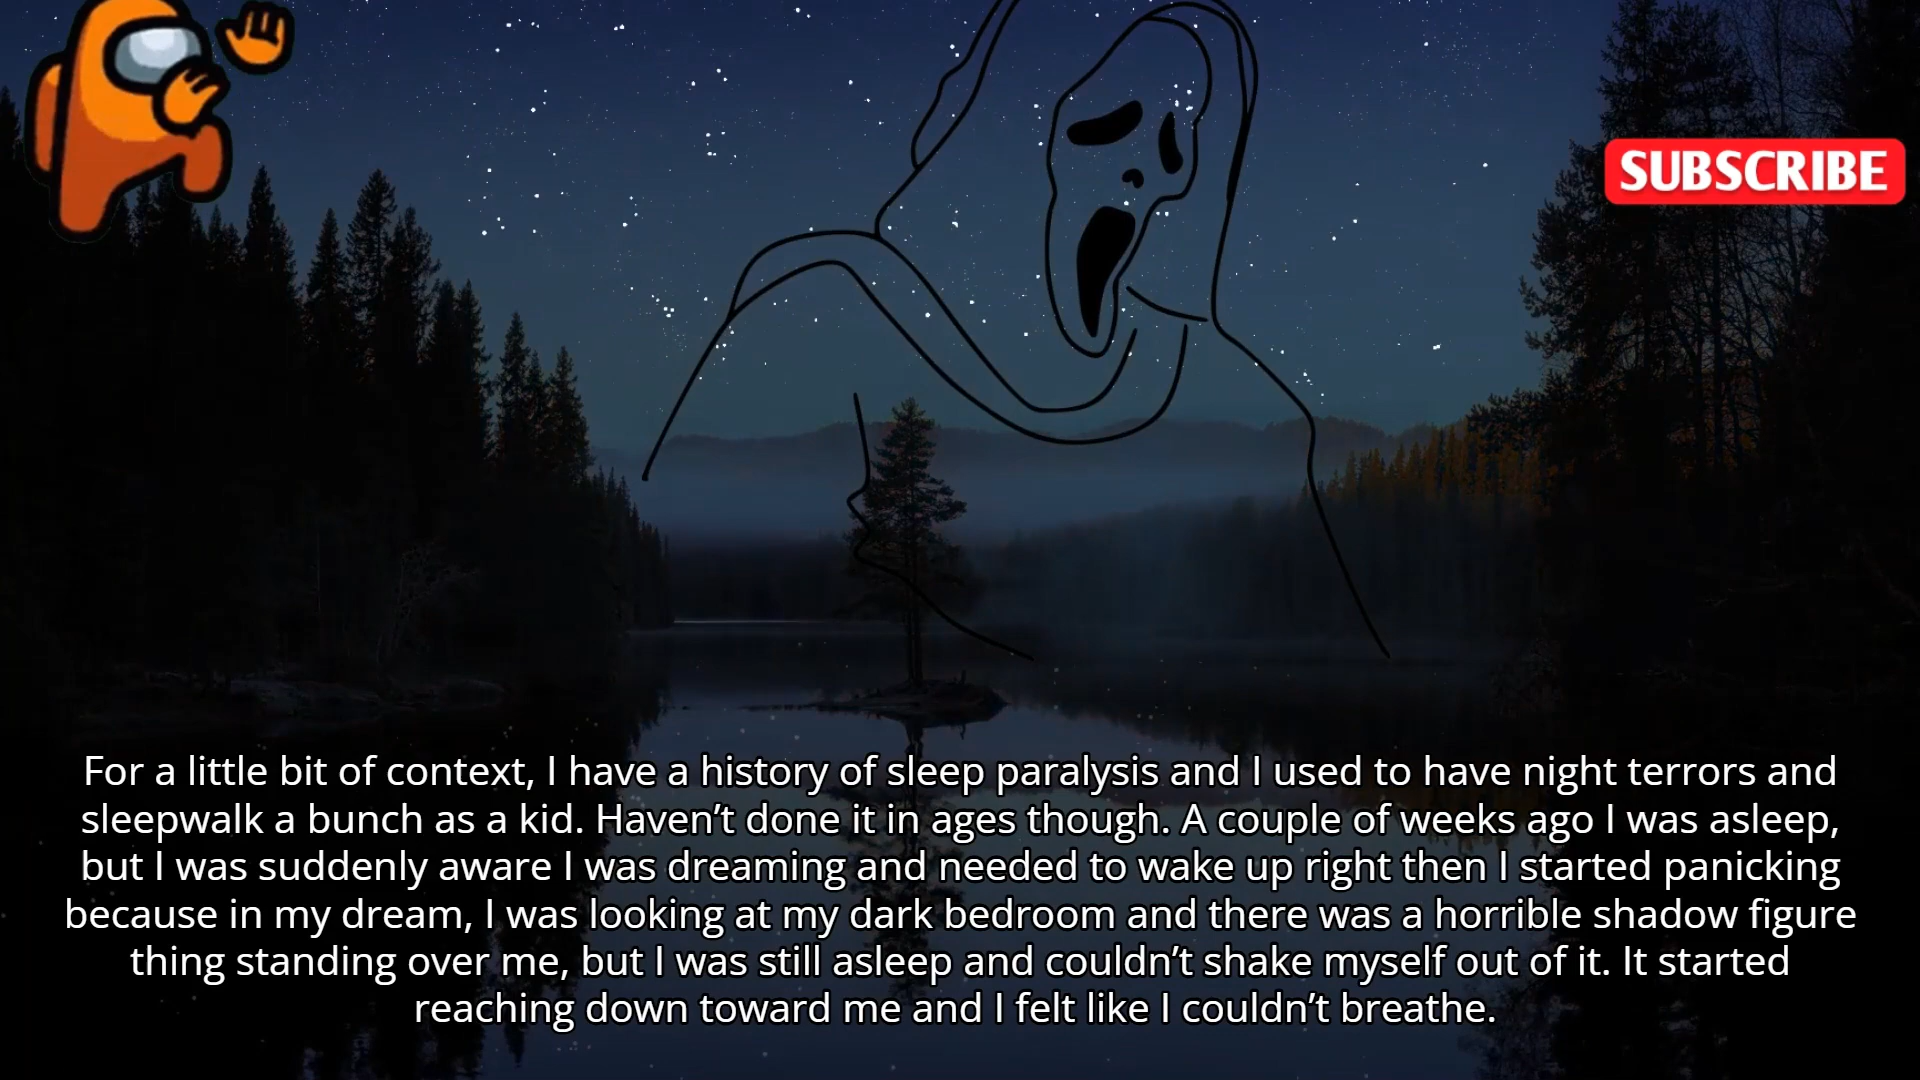 SUBSCRIBE
For a little bit of context, I have a history of sleep paralysis and I used to have night terrors and
sleepwalk a bunch as a kid. Haven’t done it in ages though. A couple of weeks ago I was asleep,
but I was suddenly aware I was dreaming and needed to wake up right then I started panicking
because in my dream, I was looking at my dark bedroom and there was a horrible shadow figure
thing standing over me, but I was still asleep and couldn’t shake myself out of it. It started
reaching down toward me and I felt like I couldn’t breathe.